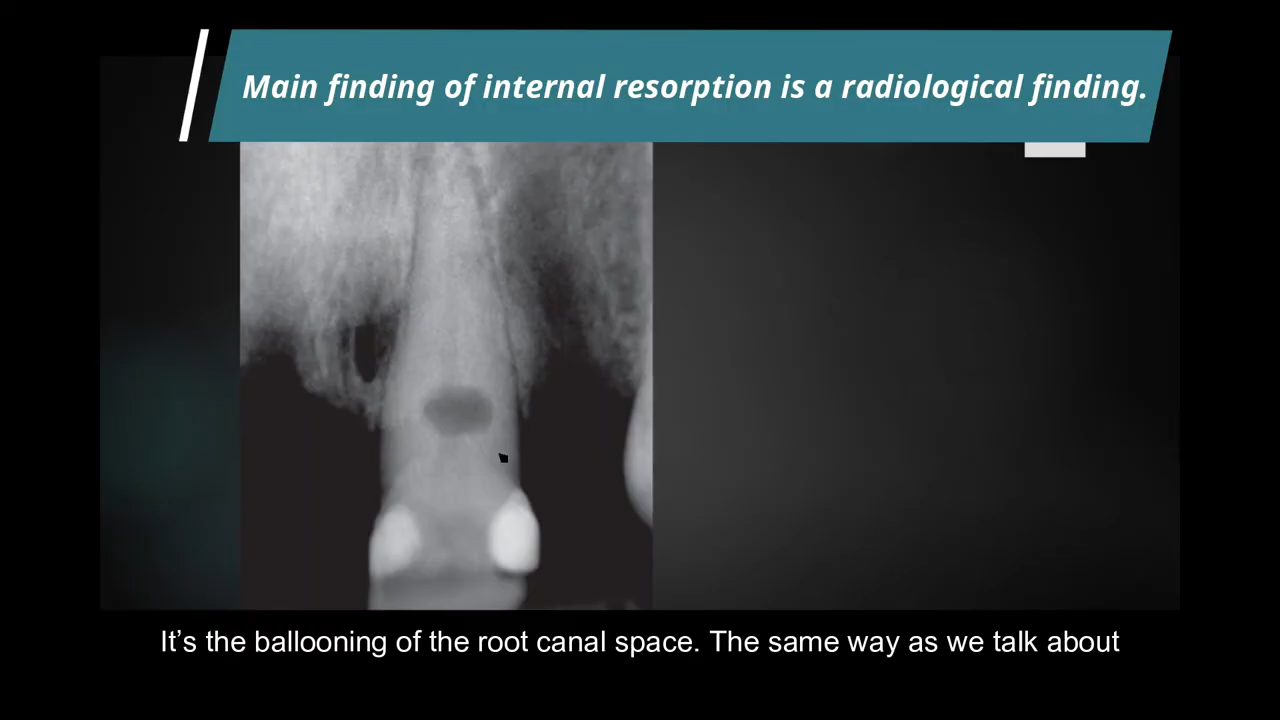 Main finding of internal resorption is a radiological finding.
It’s the ballooning of the root canal space. The same way as we talk about